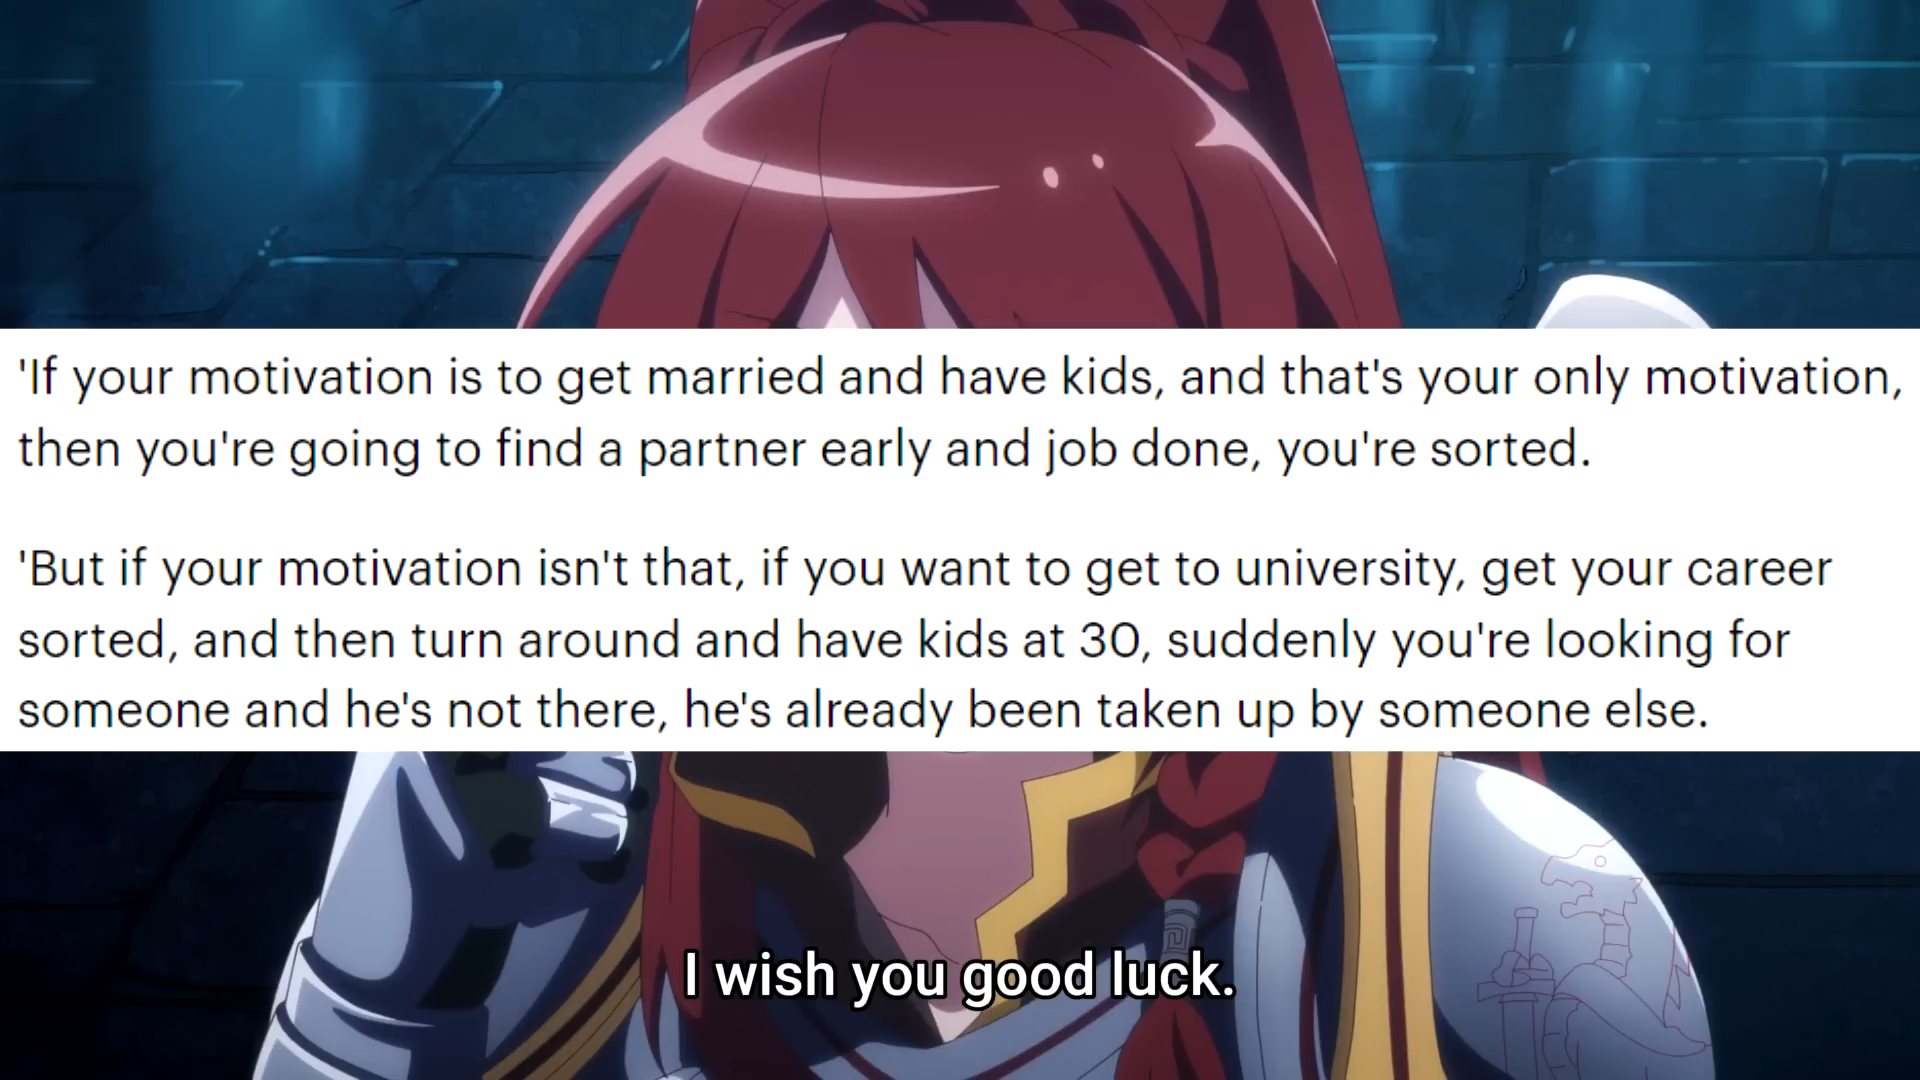 'If your motivation is to get married and have kids, and that's your only motivation,
then you're going to find a partner early and job done, you're sorted.
'But if your motivation isn't that, if you want to get to university, get your career
sorted, and then turn around and have kids at 30, suddenly you're looking for
someone and he's not there, he's already been taken up by someone else.
I wish you good luck.